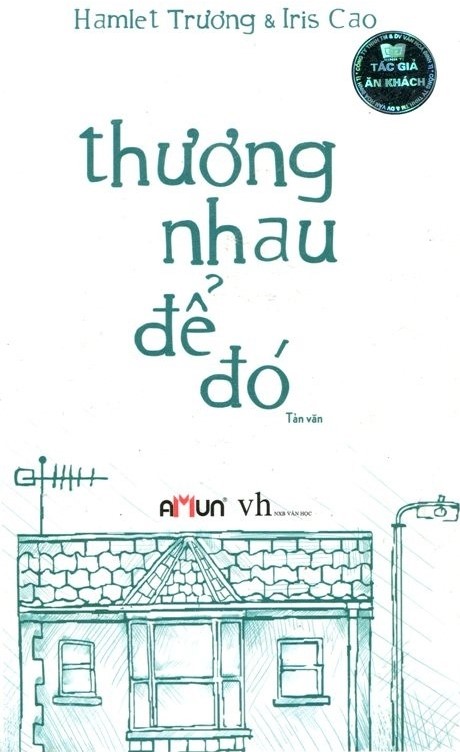 Hamlet Trương & Iris Cao
TÁC GIẢ
ĂN KHÁCH
thương
nhau
để
đó
Tản văn
AMUN® vh NXB VĂN HỌC